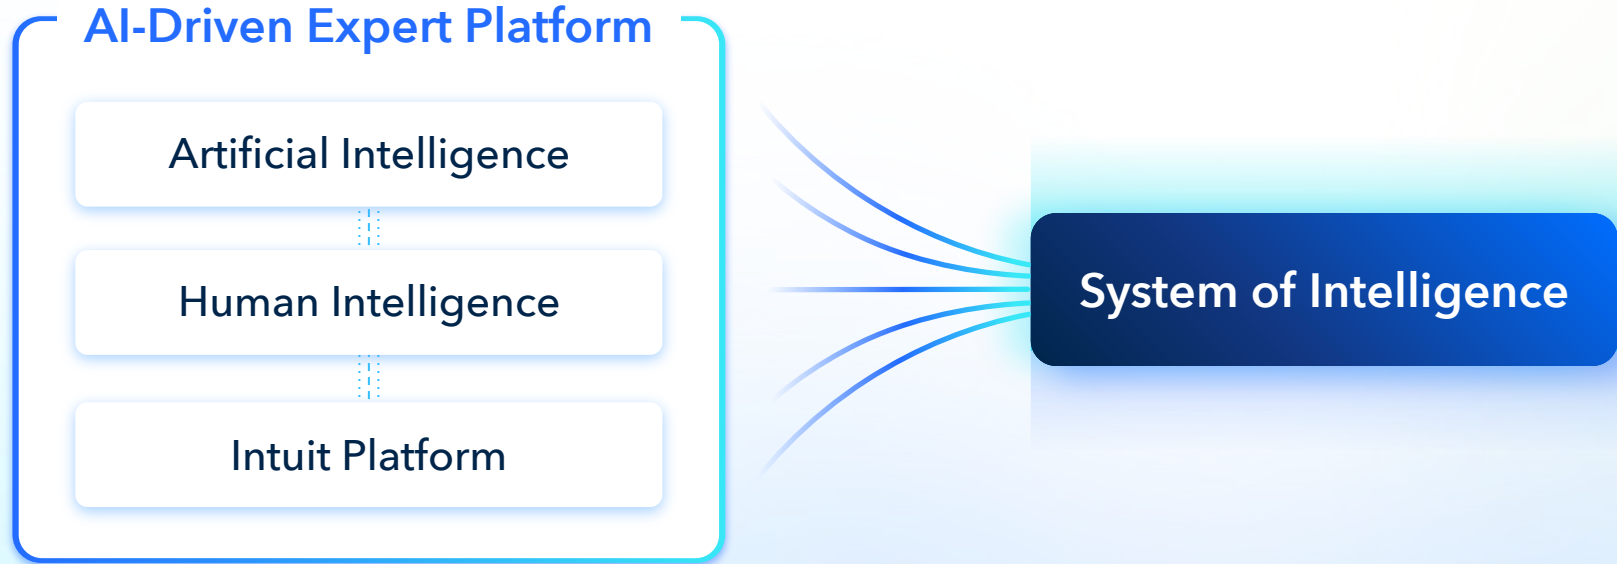 AI-Driven Expert Platform
Artificial Intelligence
Human Intelligence
Intuit Platform
System of Intelligence